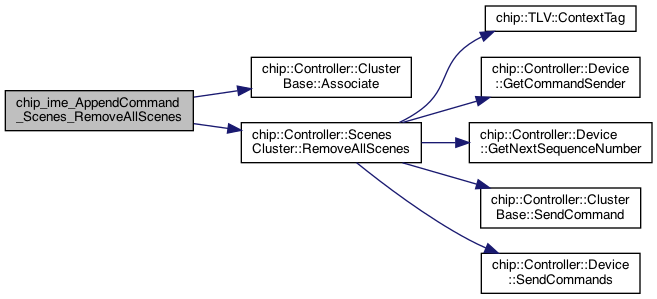 chip_ime_AppendCommand
_Scenes_RemoveAllScenes
chip::Controller::Cluster
Base::Associate
chip::Controller::Scenes
Cluster::RemoveAllScenes
chip::TLV::ContextTag
chip::Controller::Device
::GetCommandSender
chip::Controller::Device
::GetNextSequenceNumber
chip::Controller::Cluster
Base::SendCommand
chip::Controller::Device
::SendCommands